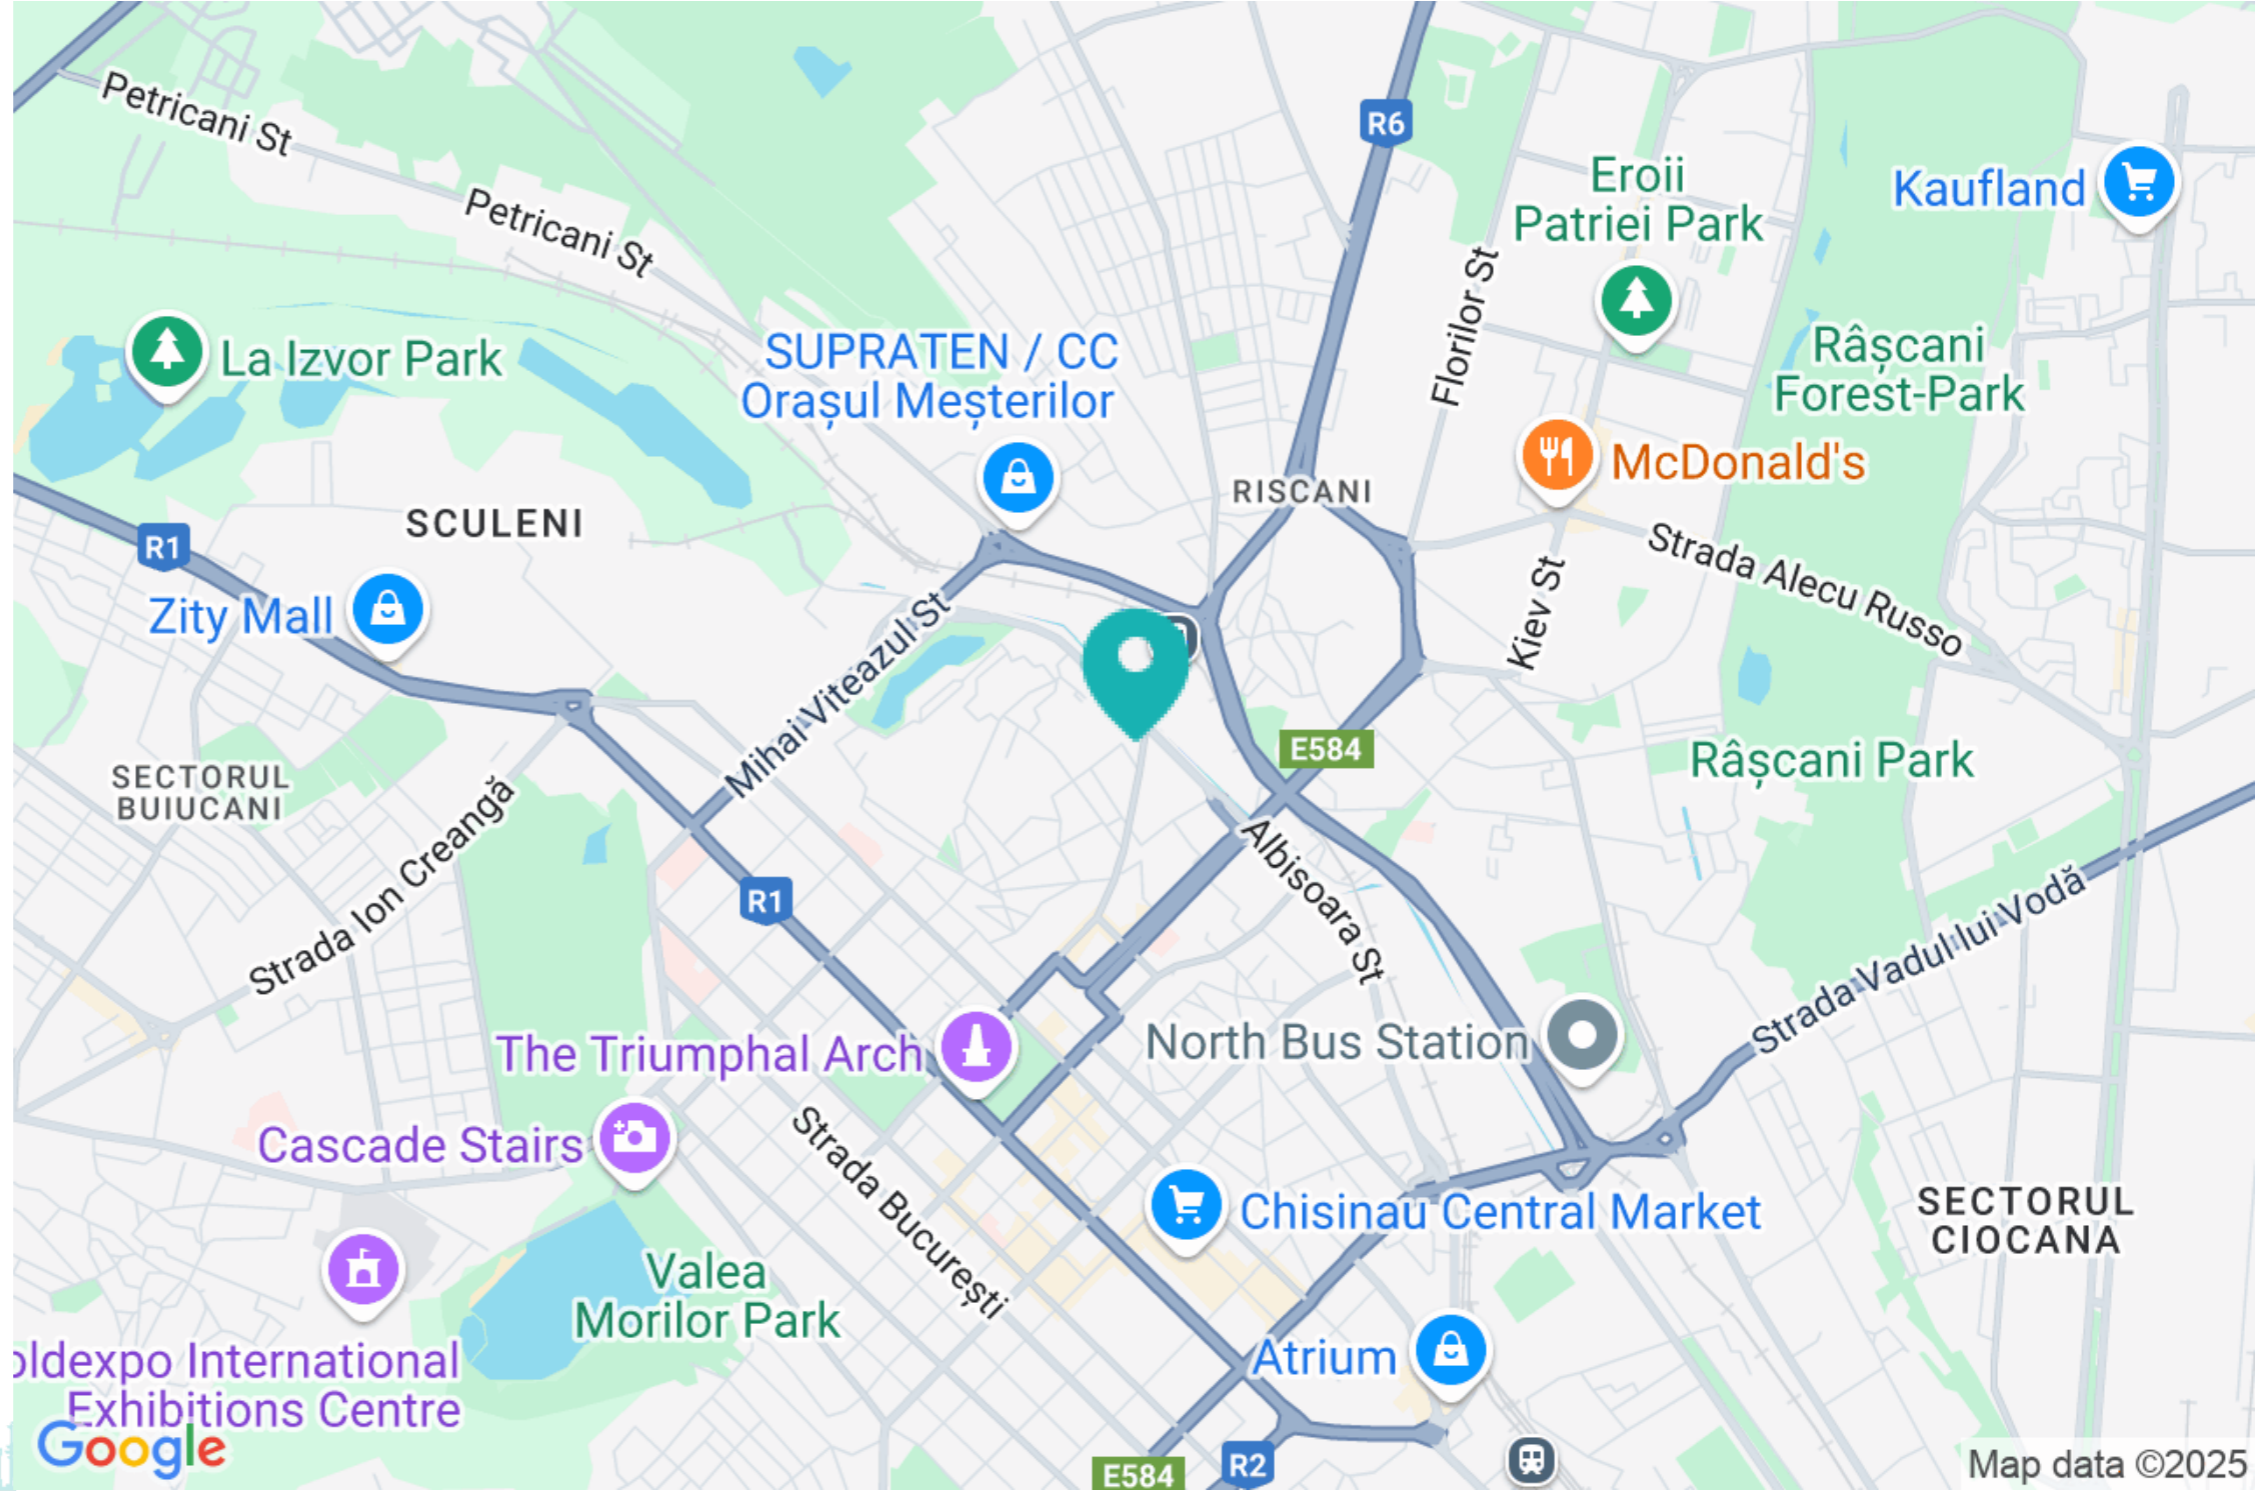 Petricani St
R6
Eroii
Patriei Park
Kaufland
Petricani St
Florilor St
La Izvor Park
SUPRATEN / CC
Orașul Meșterilor
Râșcani
Forest-Park
McDonald's
RISCANI
SCULENI
R1
Strada Alecu Russo
Zity Mall
Kiev St
Mihai Viteazul St
E584
Râșcani Park
SECTORUL
BUIUCANI
Strada Ion Creangă
Albisoara St
R1
Strada Vadul lui Vodă
The Triumphal Arch
North Bus Station
Cascade Stairs
Strada București
Chisinau Central Market
SECTORUL
CIOCANA
Valea
Morilor Park
Atrium
oldexpo International
Exhibitions Centre
Google
E584
R2
Map data ©2025